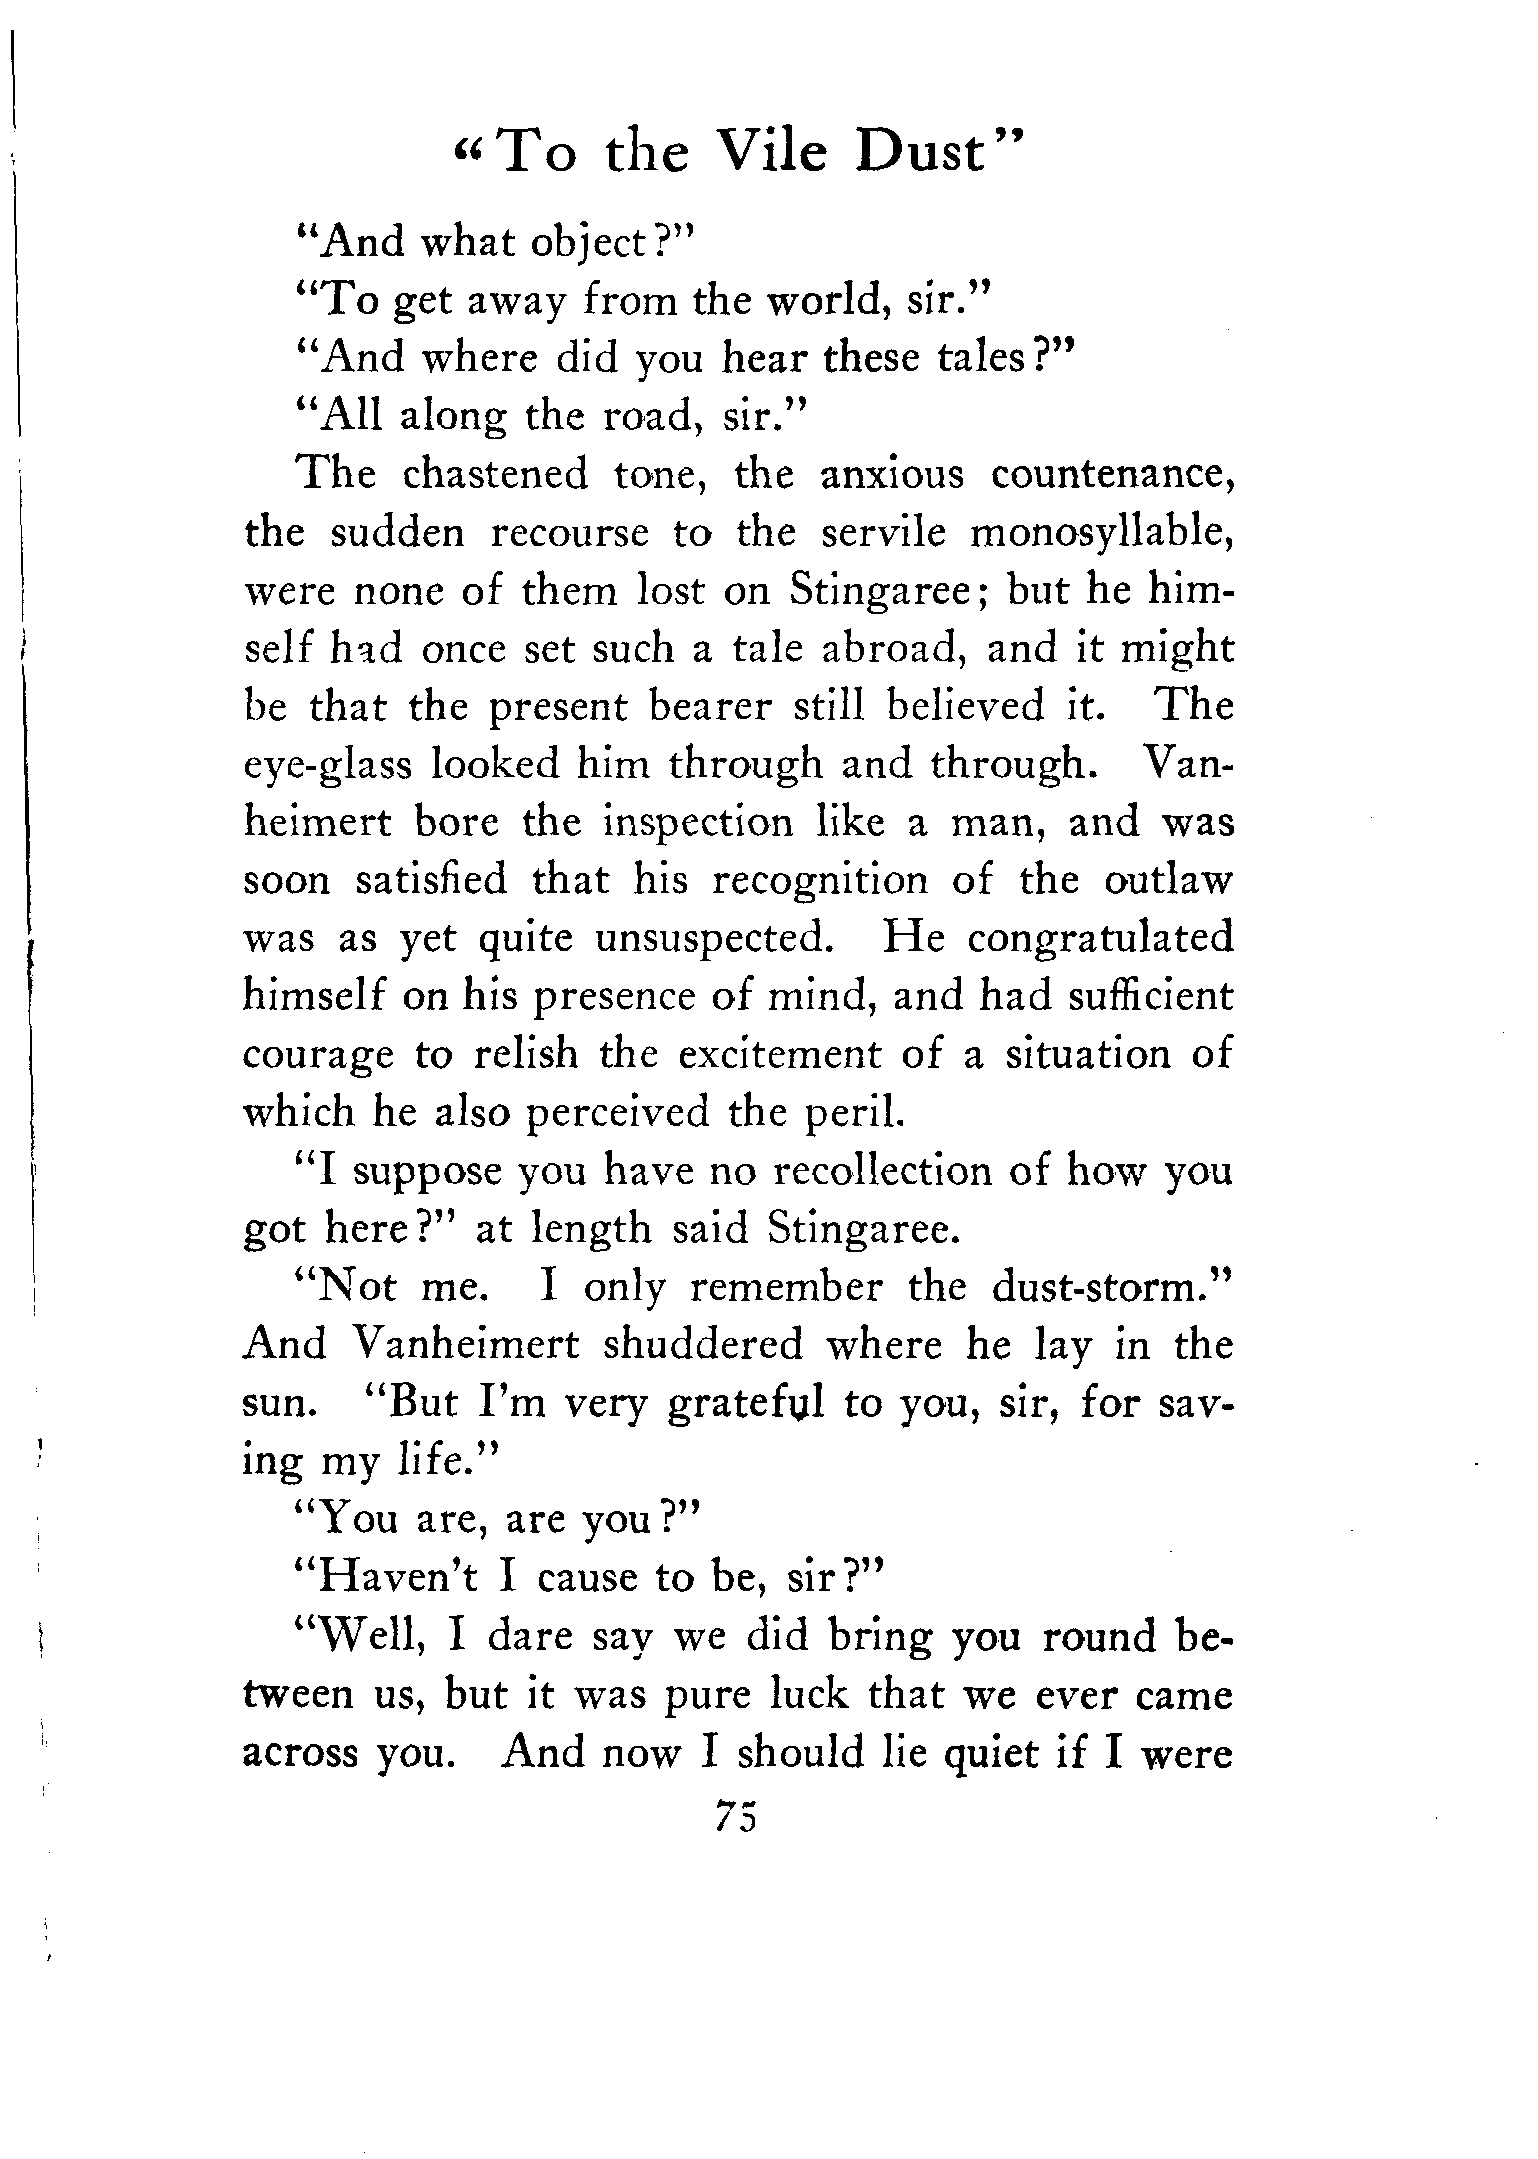 “To the Vile Dust”
“And what object?”
“To get away from the world, sir.”
“And where did you hear these tales?”
“All along the road, sir.”
The chastened tone, the anxious countenance,
the sudden recourse to the servile monosyllable,
were none of them lost on Stingaree; but he him-
self had once set such a tale abroad, and it might
be that the present bearer still believed it. The
eye-glass looked him through and through. Van-
heimert bore the inspection like a man, and was
soon satisfied that his recognition of the outlaw
was as yet quite unsuspected. He congratulated
himself on his presence of mind, and had sufficient
courage to relish the excitement of a situation of
which he also perceived the peril.
“I suppose you have no recollection of how you
got here?” at length said Stingaree.
“Not me. I only remember the dust-storm.”
And Vanheimert shuddered where he lay in the
sun. “But I’m very grateful to you, sir, for sav-
ing my life.”
“You are, are you?”
“Haven’t I cause to be, sir?”
“Well, I dare say we did bring you round be-
tween us, but it was pure luck that we ever came
across you. And now I should lie quiet if I were
75